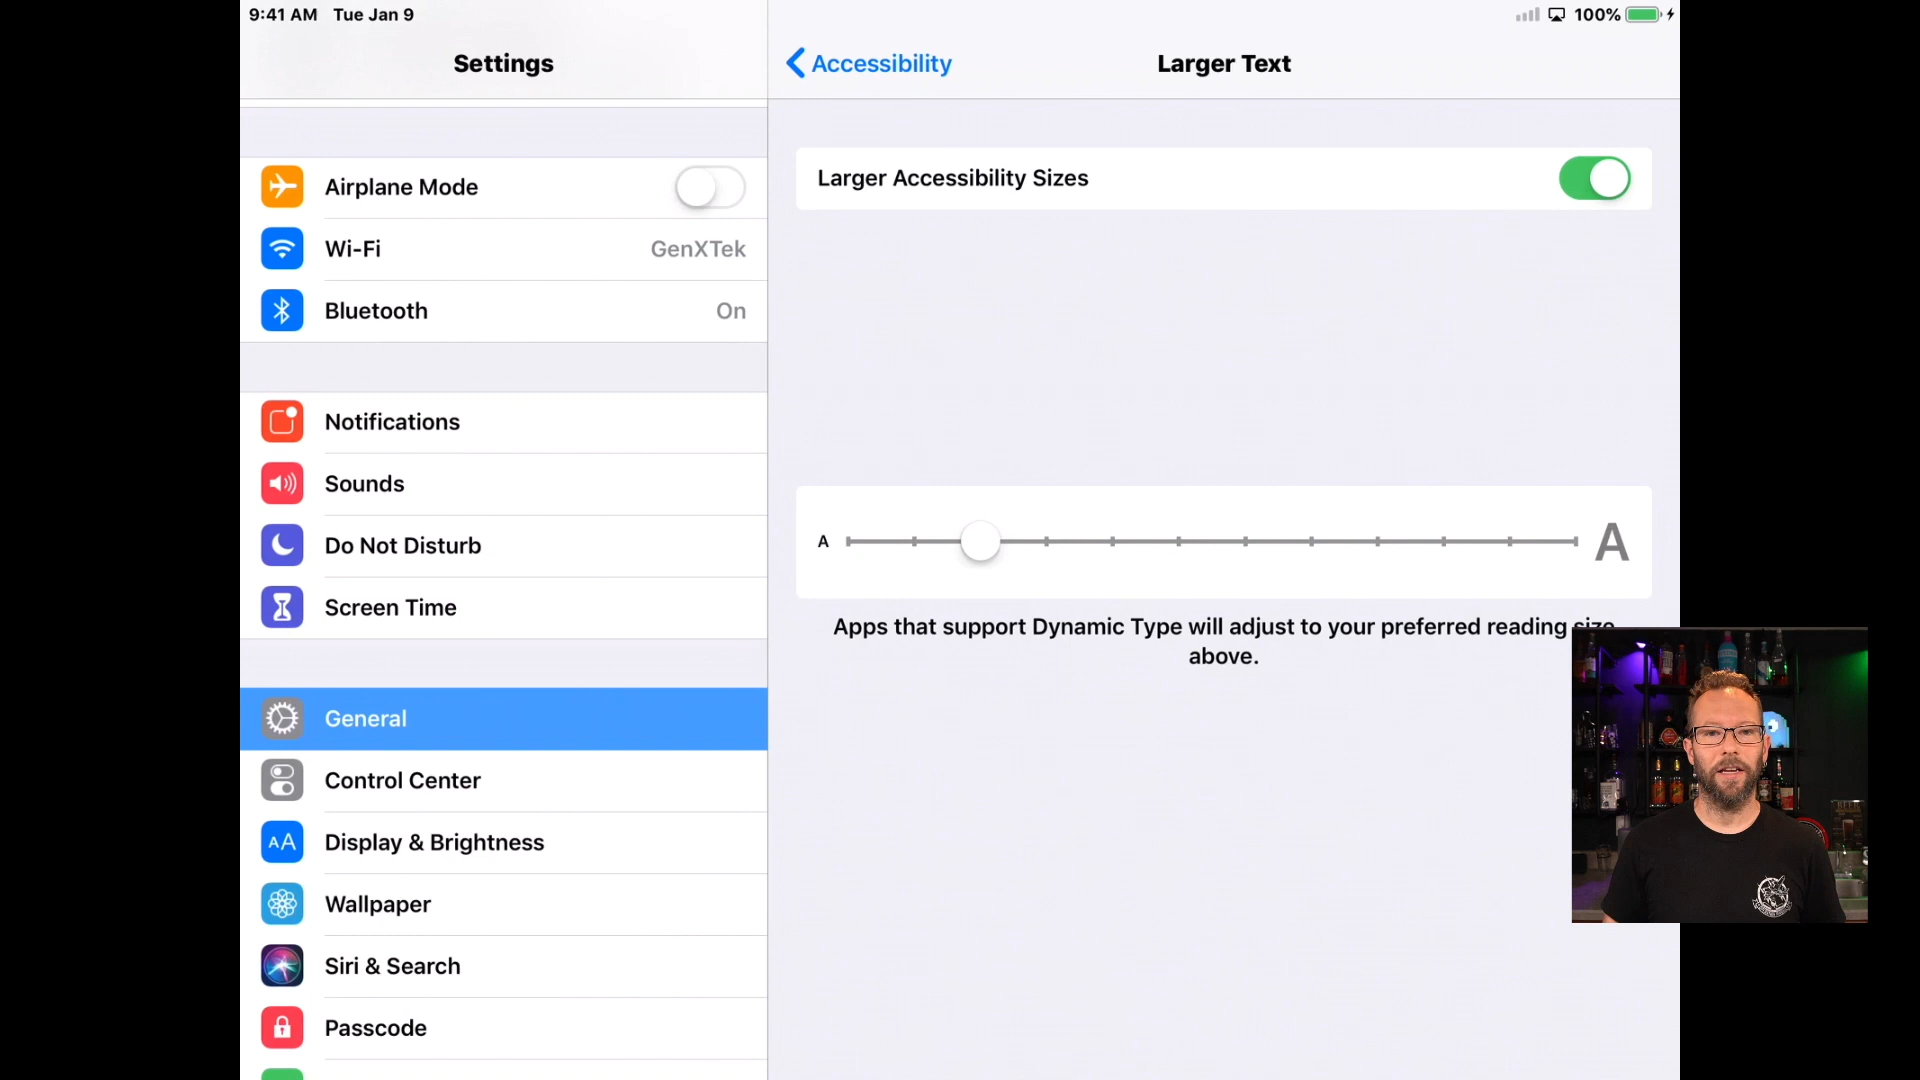 9:41 AM Tue Jan 9
100%
Settings
Airplane Mode
Wi-Fi GenXTek
Bluetooth On
Notifications
Sounds
Do Not Disturb
Screen Time
General
Control Center
AA Display & Brightness
Wallpaper
Siri & Search
Passcode
Accessibility
Larger Text
Larger Accessibility Sizes
A A
Apps that support Dynamic Type will adjust to your preferred reading size
above.